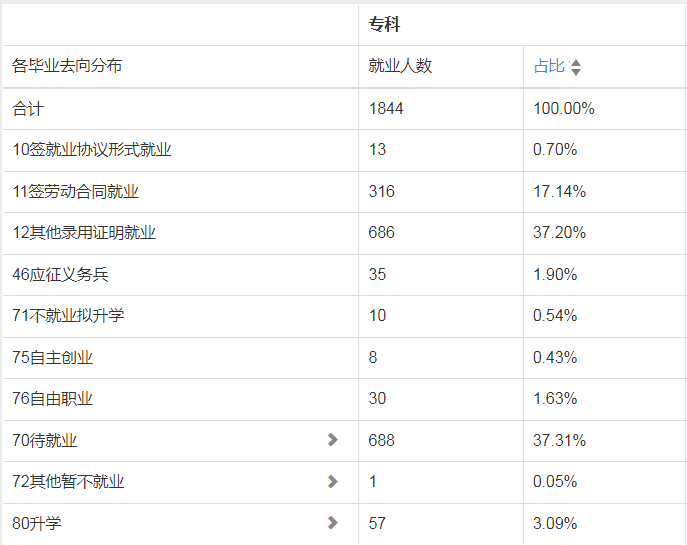 专科
各毕业去向分布 就业人数 占比
合计 1844 100.00%
10签就业协议形式就业 13 0.70%
11签劳动合同就业 316 17.14%
12其他录用证明就业 686 37.20%
46应征义务兵 35 1.90%
71不就业拟升学 10 0.54%
75自主创业 8 0.43%
76自由职业 30 1.63%
70待就业 688 37.31%
72其他暂不就业 1 0.05%
80升学 57 3.09%